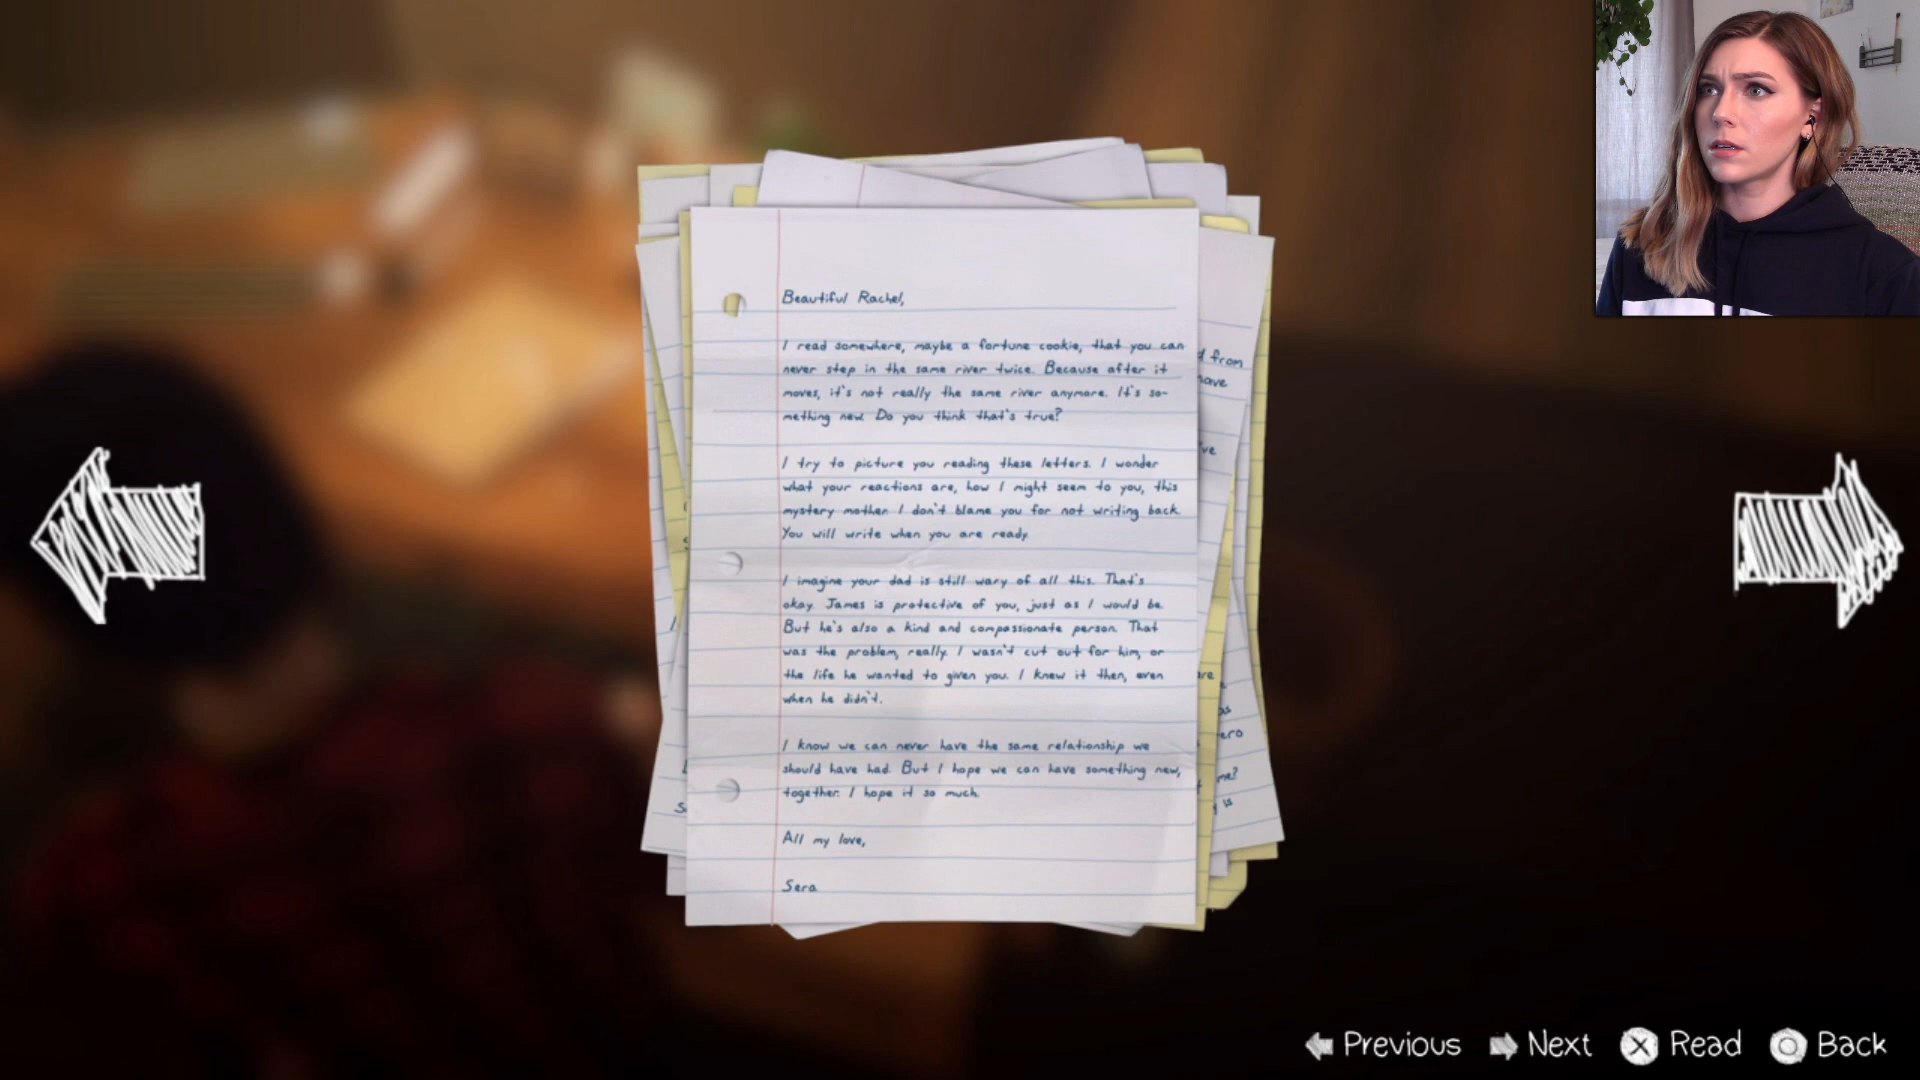 Beautiful Rachel,
I read somewhere, maybe a fortune cookie, that you can
never step in the same river twice. Because after it
moves, it's not really the same river anymore. It's so-
mething new. Do you think that's true?
I try to picture you reading these letters. I wonder
what your reactions are, how I might seem to you, this
mystery mother. I don't blame you for not writing back.
You will write when you are ready.
I imagine your dad is still wary of all this. That's
okay. James is protective of you, just as I would be.
But he's also a kind and compassionate person. That
was the problem, really. I wasn't cut out for him, or
the life he wanted to given you. I knew it then, even
when he didn't.
I know we can never have the same relationship we
should have had. But I hope we can have something new,
together. I hope it so much.
All my love,
Sera
from
have
've
are
as
ero
me?
is
Previous
Next
Read
Back